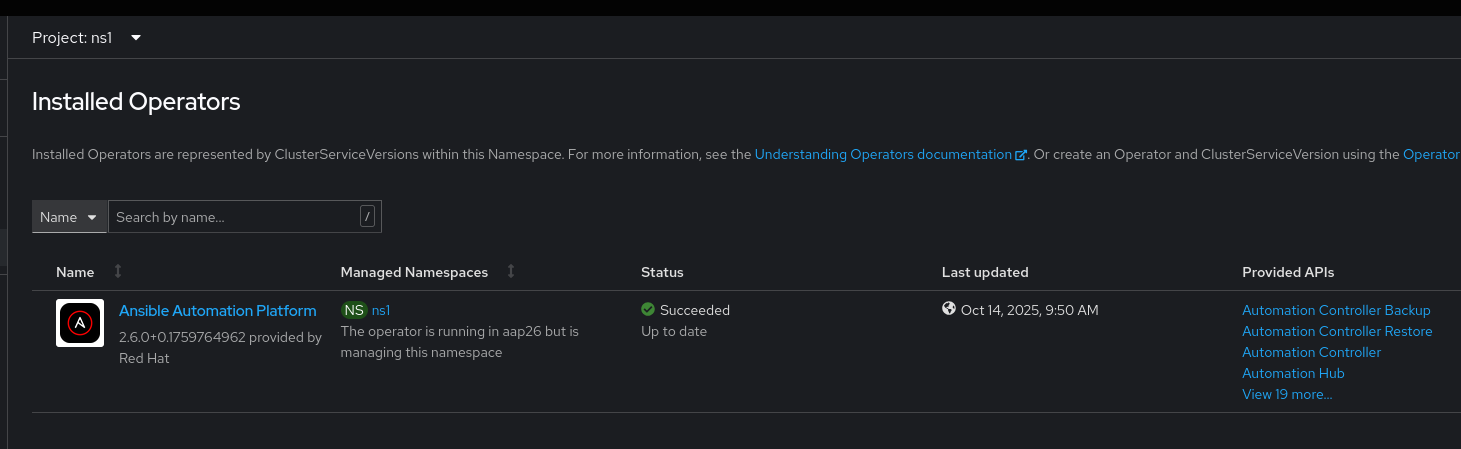 Project: ns1
Installed Operators
Installed Operators are represented by ClusterServiceVersions within this Namespace. For more information, see the Understanding Operators documentation. Or create an Operator and ClusterServiceVersion using the Operator
Name Search by name... /
Name Managed Namespaces Status Last updated Provided APIs
Ansible Automation Platform
2.6.0+0.1759764962 provided by
Red Hat
NS ns1
The operator is running in aap26 but is
managing this namespace
Succeeded
Up to date
Oct 14, 2025, 9:50 AM
Automation Controller Backup
Automation Controller Restore
Automation Controller
Automation Hub
View 19 more...